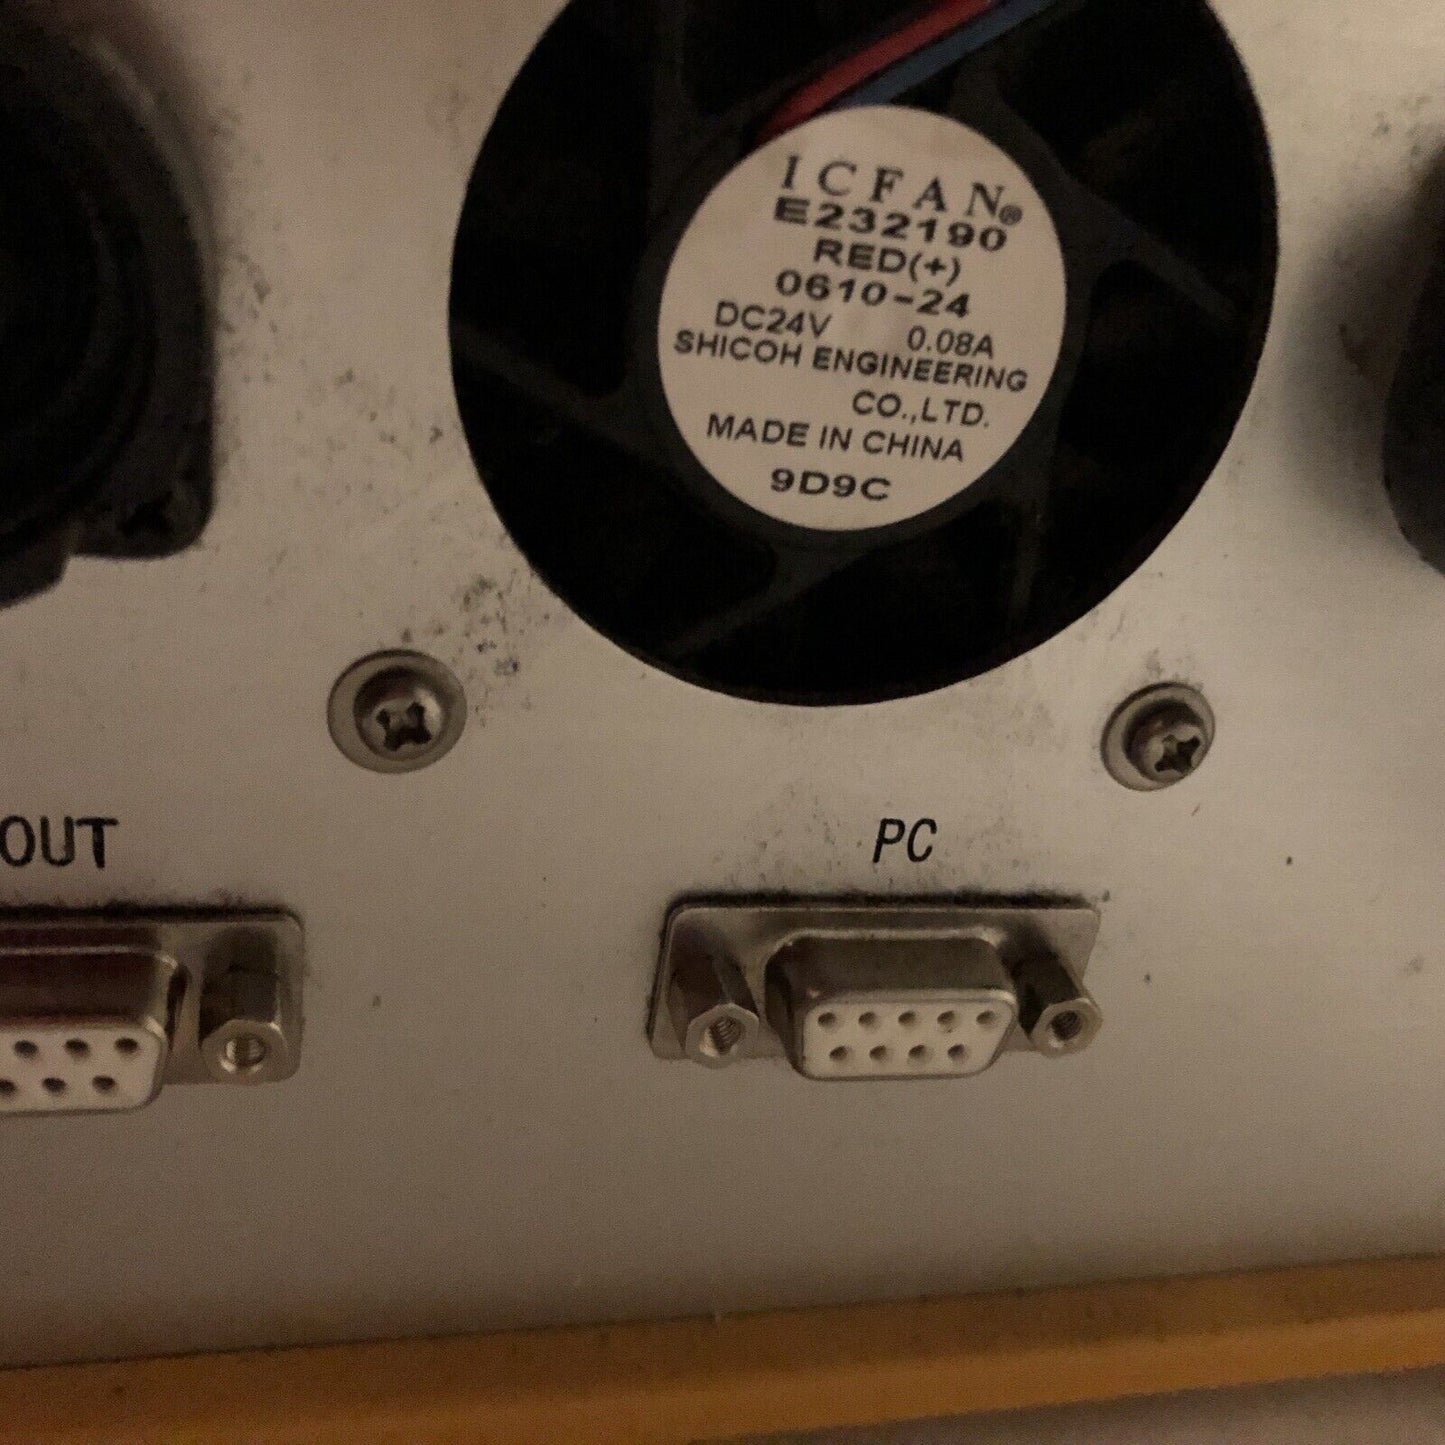 ICFAN®
E232190
RED(+)
0610-24
DC24V 0.08A
SHICOH ENGINEERING
CO.,LTD.
MADE IN CHINA
9D9C
OUT
PC